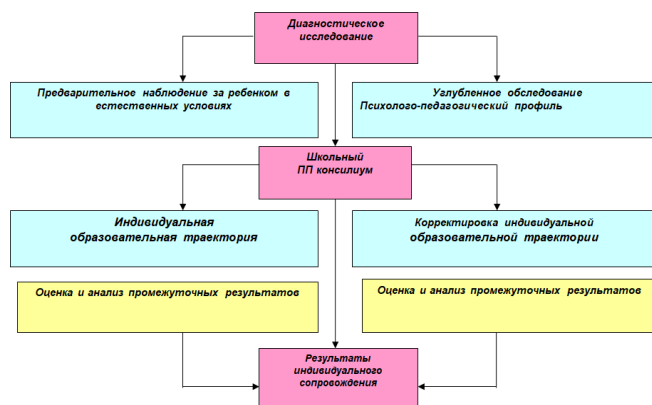 Диагностическое
исследование
Предварительное наблюдение за ребенком в
естественных условиях
Углубленное обследование
Психолого-педагогический профиль
Школьный
ПП консилиум
Индивидуальная
образовательная траектория
Корректировка индивидуальной
образовательной траектории
Оценка и анализ промежуточных результатов
Оценка и анализ промежуточных результатов
Результаты
индивидуального
сопровождения